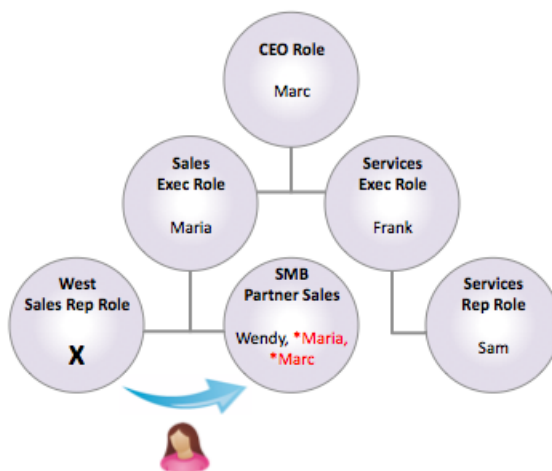 CEO Role
Marc
Sales
Exec Role
Maria
Services
Exec Role
Frank
West
Sales Rep Role
X
SMB
Partner Sales
Wendy, *Maria,
*Marc
Services
Rep Role
Sam